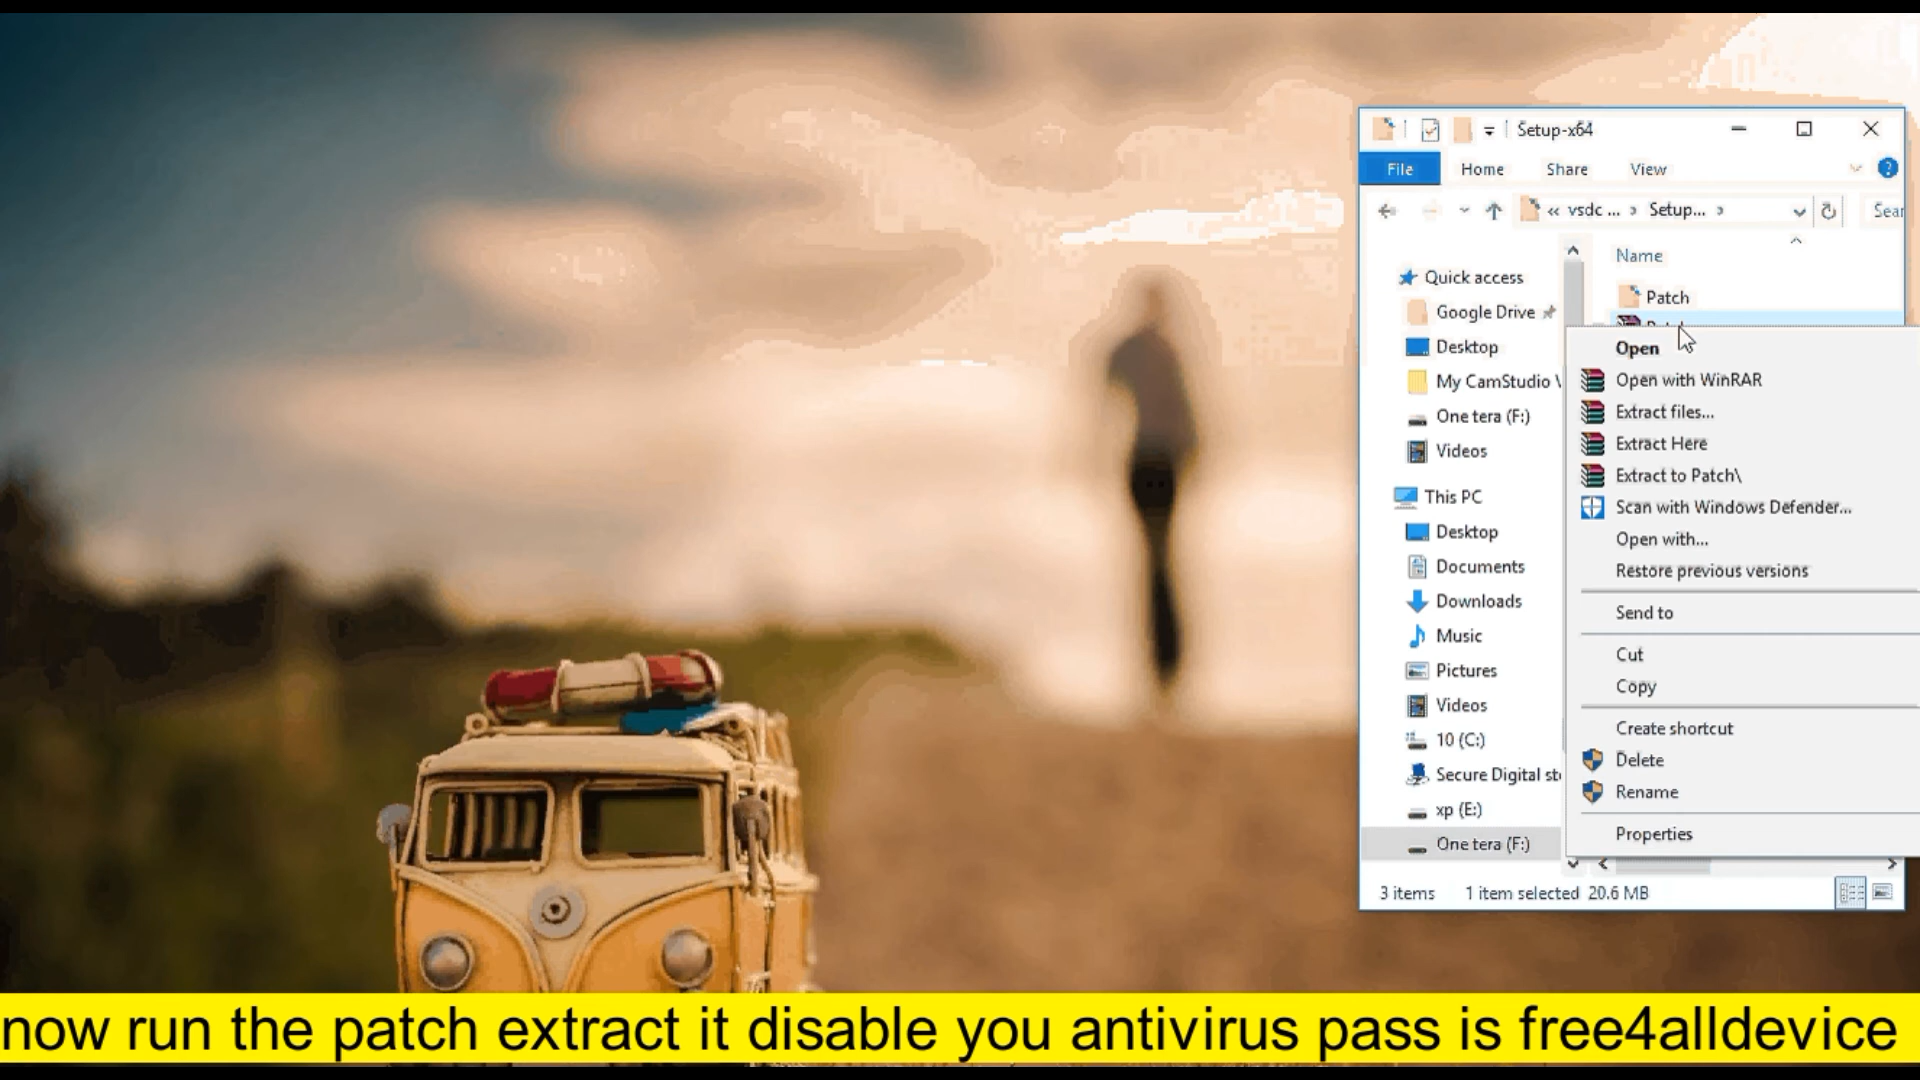 Setup-x64
File Home Share View
« vsdc ... › Setup... › Sear
Name
Quick access
Google Drive
Desktop
My CamStudio \
One tera (F:)
Videos
This PC
Desktop
Documents
Downloads
Music
Pictures
Videos
10 (C:)
Secure Digital sto
xp (E:)
One tera (F:)
Patch
Open
Open with WinRAR
Extract files...
Extract Here
Extract to Patch\
Scan with Windows Defender...
Open with...
Restore previous versions
Send to
Cut
Copy
Create shortcut
Delete
Rename
Properties
3 items 1 item selected 20.6 MB
now run the patch extract it disable you antivirus pass is free4alldevice